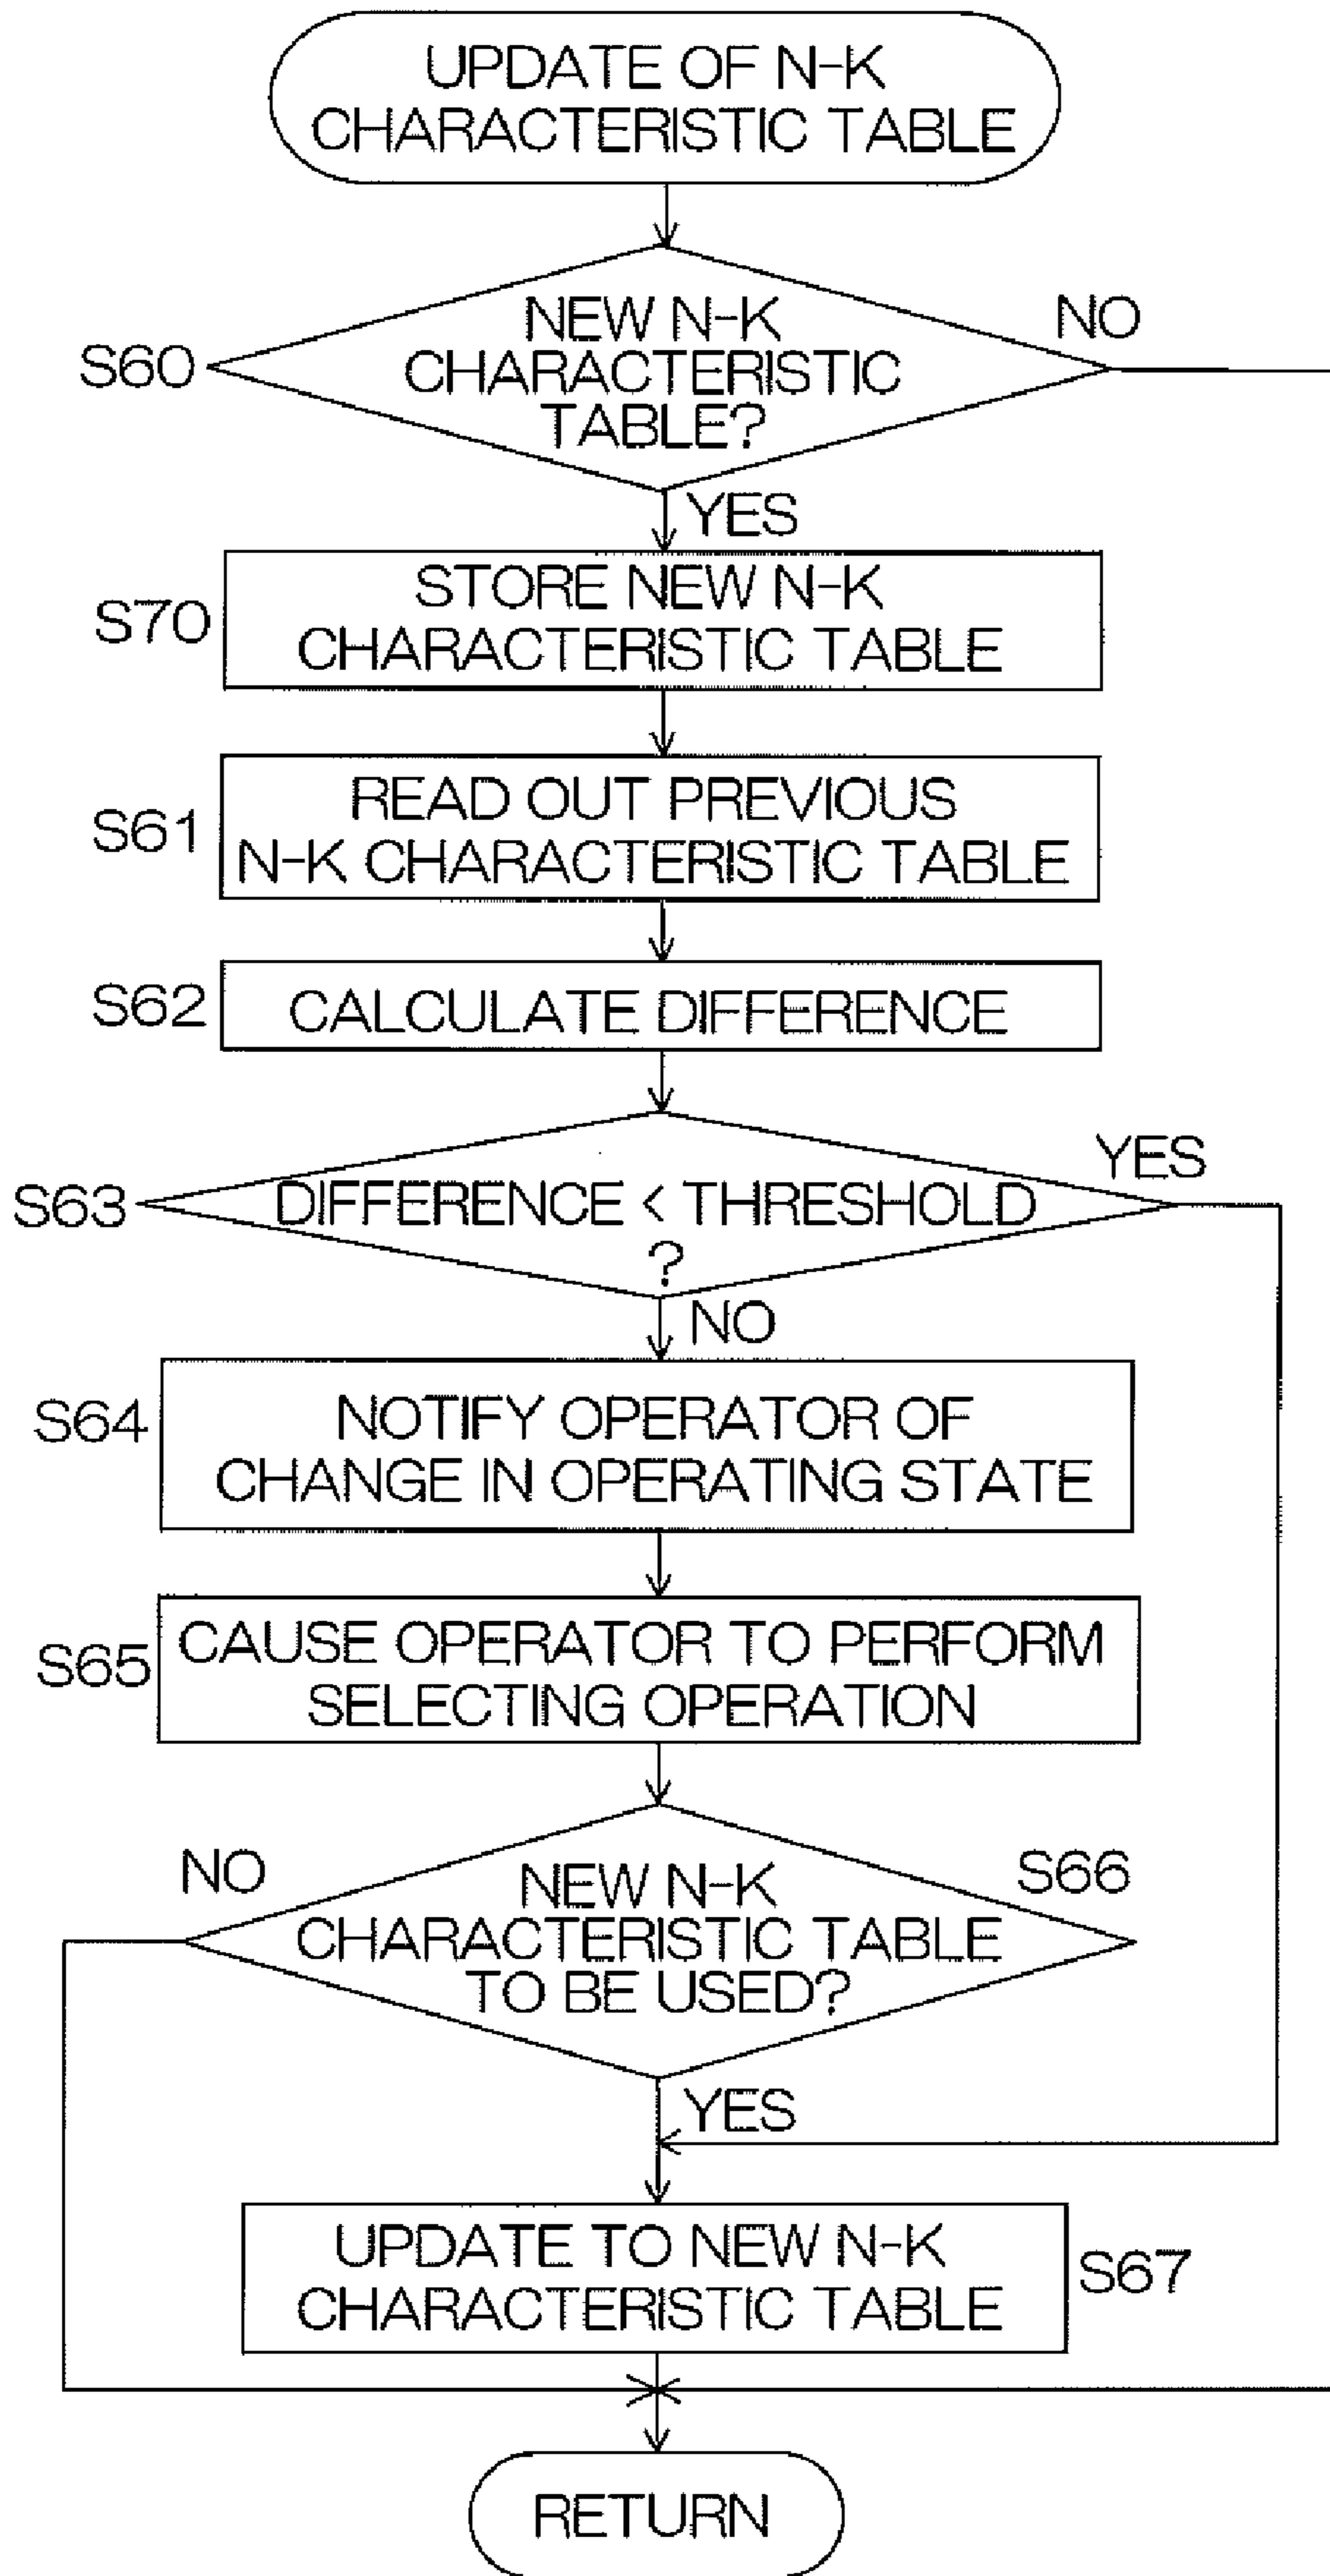 UPDATE OF N-K
CHARACTERISTIC TABLE
NEW N-K
CHARACTERISTIC
TABLE?
NO
S60
YES
STORE NEW N-K
CHARACTERISTIC TABLE
S70
READ OUT PREVIOUS
N-K CHARACTERISTIC TABLE
S61
S62
CALCULATE DIFFERENCE
YES
S63
DIFFERENCE < THRESHOLD
?
NO
S64
NOTIFY OPERATOR OF
CHANGE IN OPERATING STATE
S65
CAUSE OPERATOR TO PERFORM
SELECTING OPERATION
NO
S66
NEW N-K
CHARACTERISTIC TABLE
TO BE USED?
YES
UPDATE TO NEW N-K
CHARACTERISTIC TABLE
S67
RETURN